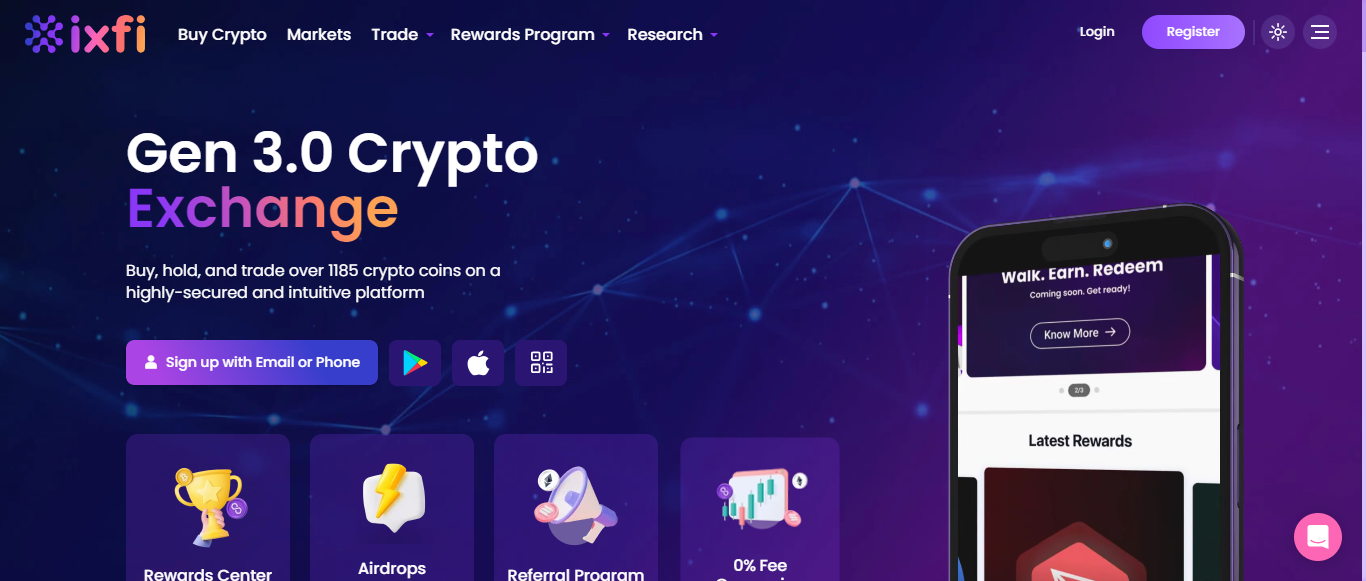 ixfi
Buy Crypto Markets Trade Rewards Program Research
Login Register
Gen 3.0 Crypto
Exchange
Buy, hold, and trade over 1185 crypto coins on a
highly-secured and intuitive platform
Sign up with Email or Phone
Walk. Earn. Redeem
Coming soon. Get ready!
Know More →
2/3
Latest Rewards
Rewards Center
Airdrops
Referral Program
0% Fee